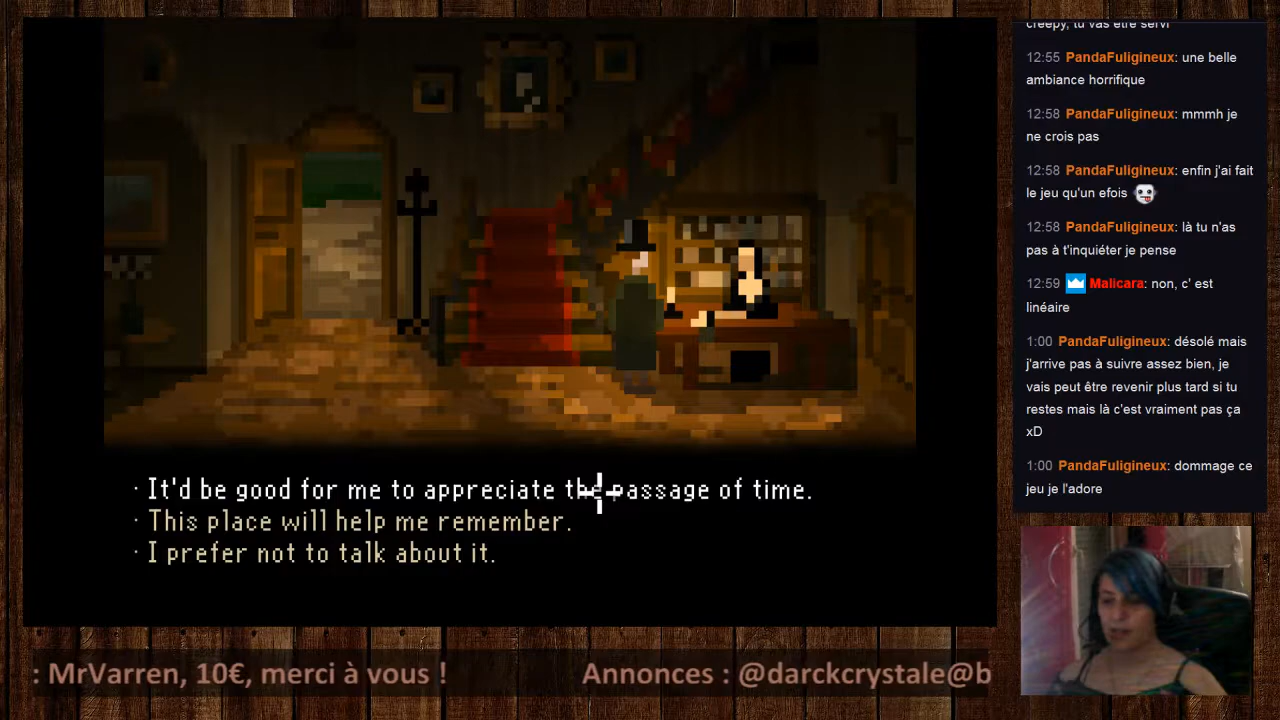 creepy, tu vas être servi
12:55 PandaFuligineux: une belle
ambiance horrifique
12:58 PandaFuligineux: mmmh je
ne crois pas
12:58 PandaFuligineux: enfin j'ai fait
le jeu qu'un efois
12:58 PandaFuligineux: là tu n'as
pas à t'inquiéter je pense
12:59 Malicara: non, c' est
linéaire
1:00 PandaFuligineux: désolé mais
j'arrive pas à suivre assez bien, je
vais peut être revenir plus tard si tu
restes mais là c'est vraiment pas ça
xD
1:00 PandaFuligineux: dommage ce
jeu je l'adore
· It'd be good for me to appreciate the passage of time.
· This place will help me remember.
· I prefer not to talk about it.
: MrVarren, 10€, merci à vous !
Annonces : @darckcrystale@b